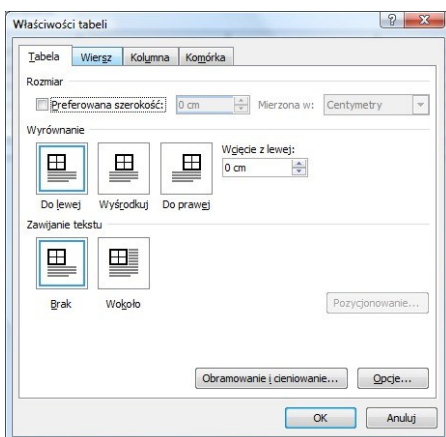 Właściwości tabeli
Tabela Wiersz Kolumna Komórka
Rozmiar
Preferowana szerokość: 0 cm Mierzona w: Centymetry
Wyrównanie
Wcięcie z lewej:
0 cm
Do lewej Wyśrodkuj Do prawej
Zawijanie tekstu
Brak Wokoło
Pozycjonowanie...
Obramowanie i cieniowanie... Opcje...
OK Anuluj